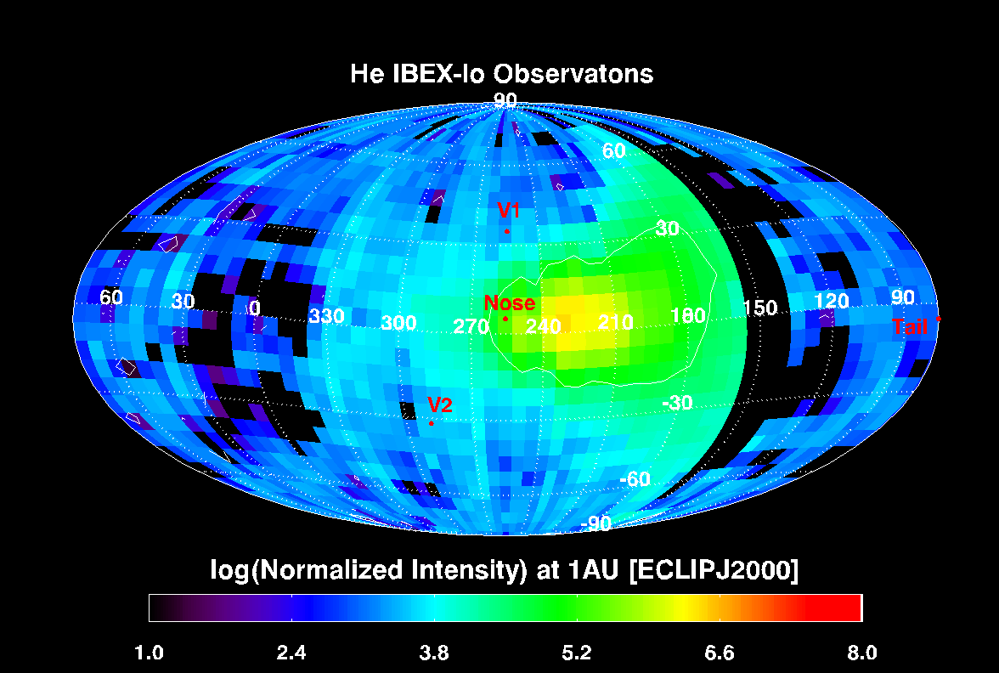 He IBEX-lo Observatons
90
60
V1
30
Nose
60 30 0 330 300 270 240 210 180 150 120 90
Tail
V2
-30
-60
-90
log(Normalized Intensity) at 1AU [ECLIPJ2000]
1.0 2.4 3.8 5.2 6.6 8.0